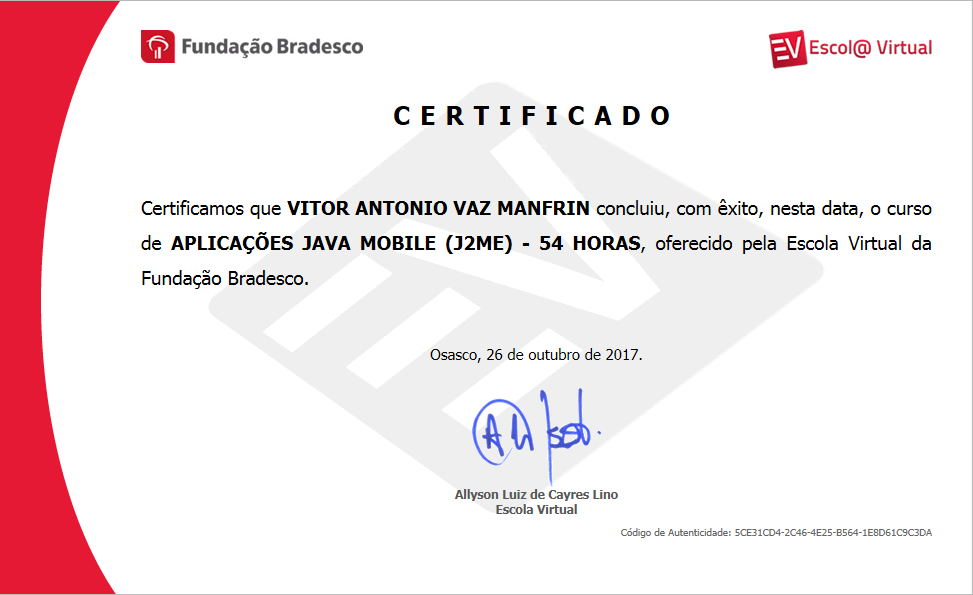 Fundação Bradesco
EV Escol@ Virtual
CERTIFICADO
Certificamos que VITOR ANTONIO VAZ MANFRIN concluiu, com êxito, nesta data, o curso
de APLICAÇÕES JAVA MOBILE (J2ME) - 54 HORAS, oferecido pela Escola Virtual da
Fundação Bradesco.
Osasco, 26 de outubro de 2017.
Allyson Luiz de Cayres Lino
Escola Virtual
Código de Autenticidade: 5CE31CD4-2C46-4E25-B564-1E8D61C9C3DA